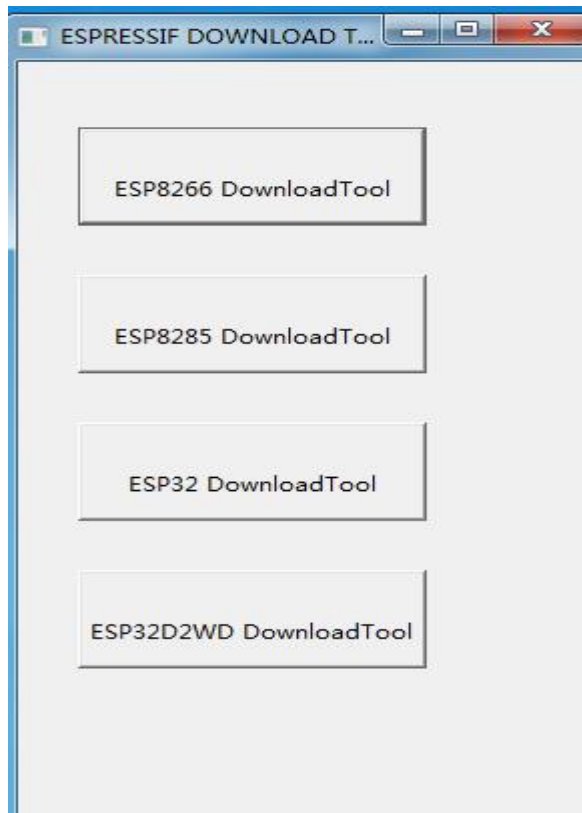 ESPRESSIF DOWNLOAD T...
ESP8266 DownloadTool
ESP8285 DownloadTool
ESP32 DownloadTool
ESP32D2WD DownloadTool